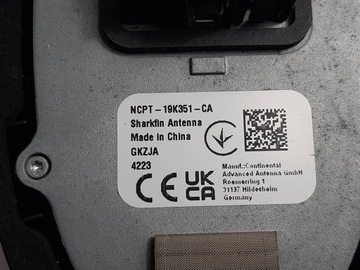 NCPT-19K351-CA
Sharkfin Antenna
Made in China
GKZJA
4223
Manuf.:Continental
Advanced Antenna GmbH
Roemerring 1
31137 Hildesheim
Germany
CE UK
CA